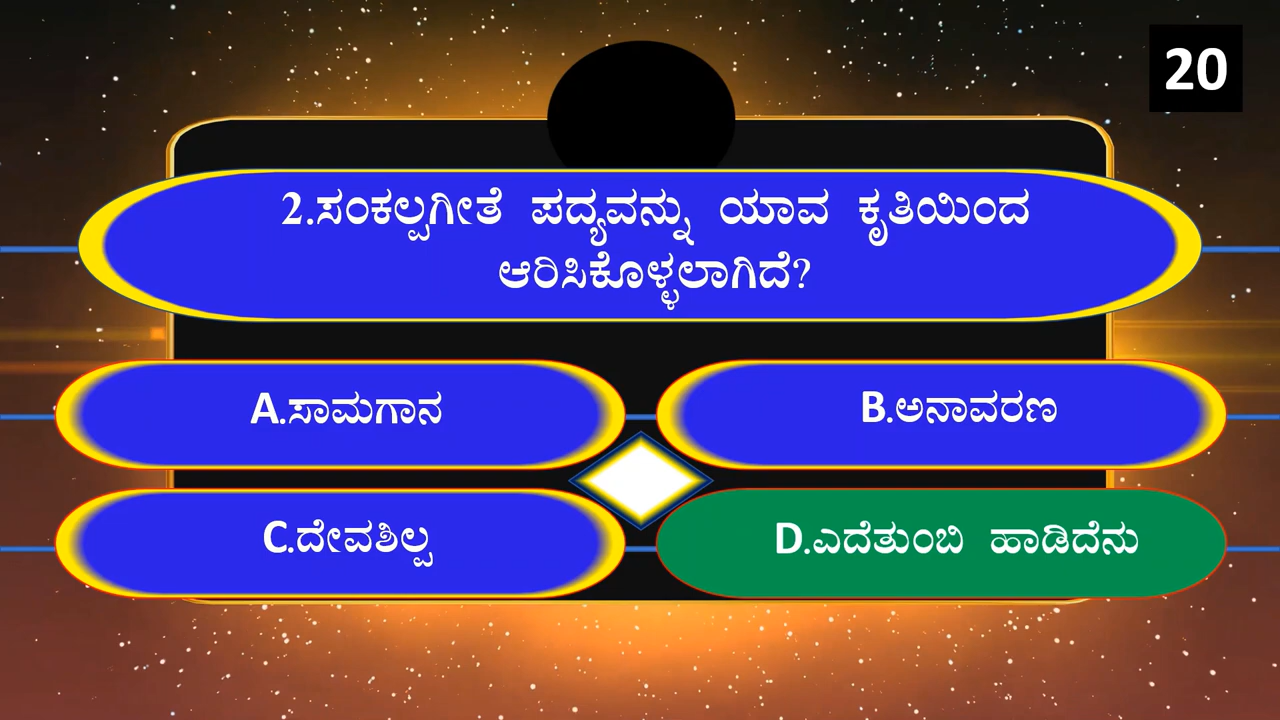 20
2.ಸಂಕಲ್ಪಗೀತೆ ಪದ್ಯವನ್ನು ಯಾವ ಕೃತಿಯಿಂದ
ಆರಿಸಿಕೊಳ್ಳಲಾಗಿದೆ?
A.ಸಾಮಗಾನ
B.ಅನಾವರಣ
C.ದೇವಶಿಲ್ಪ
D.ಎದೆತುಂಬಿ ಹಾಡಿದೆನು